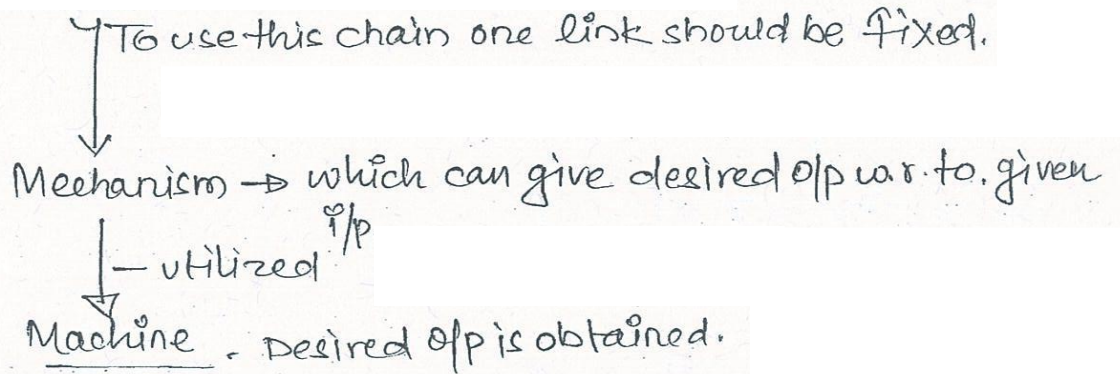 To use this chain one link should be fixed.
Mechanism → which can give desired o/p w.r.to. given
i/p
- utilized
Machine. Desired o/p is obtained.